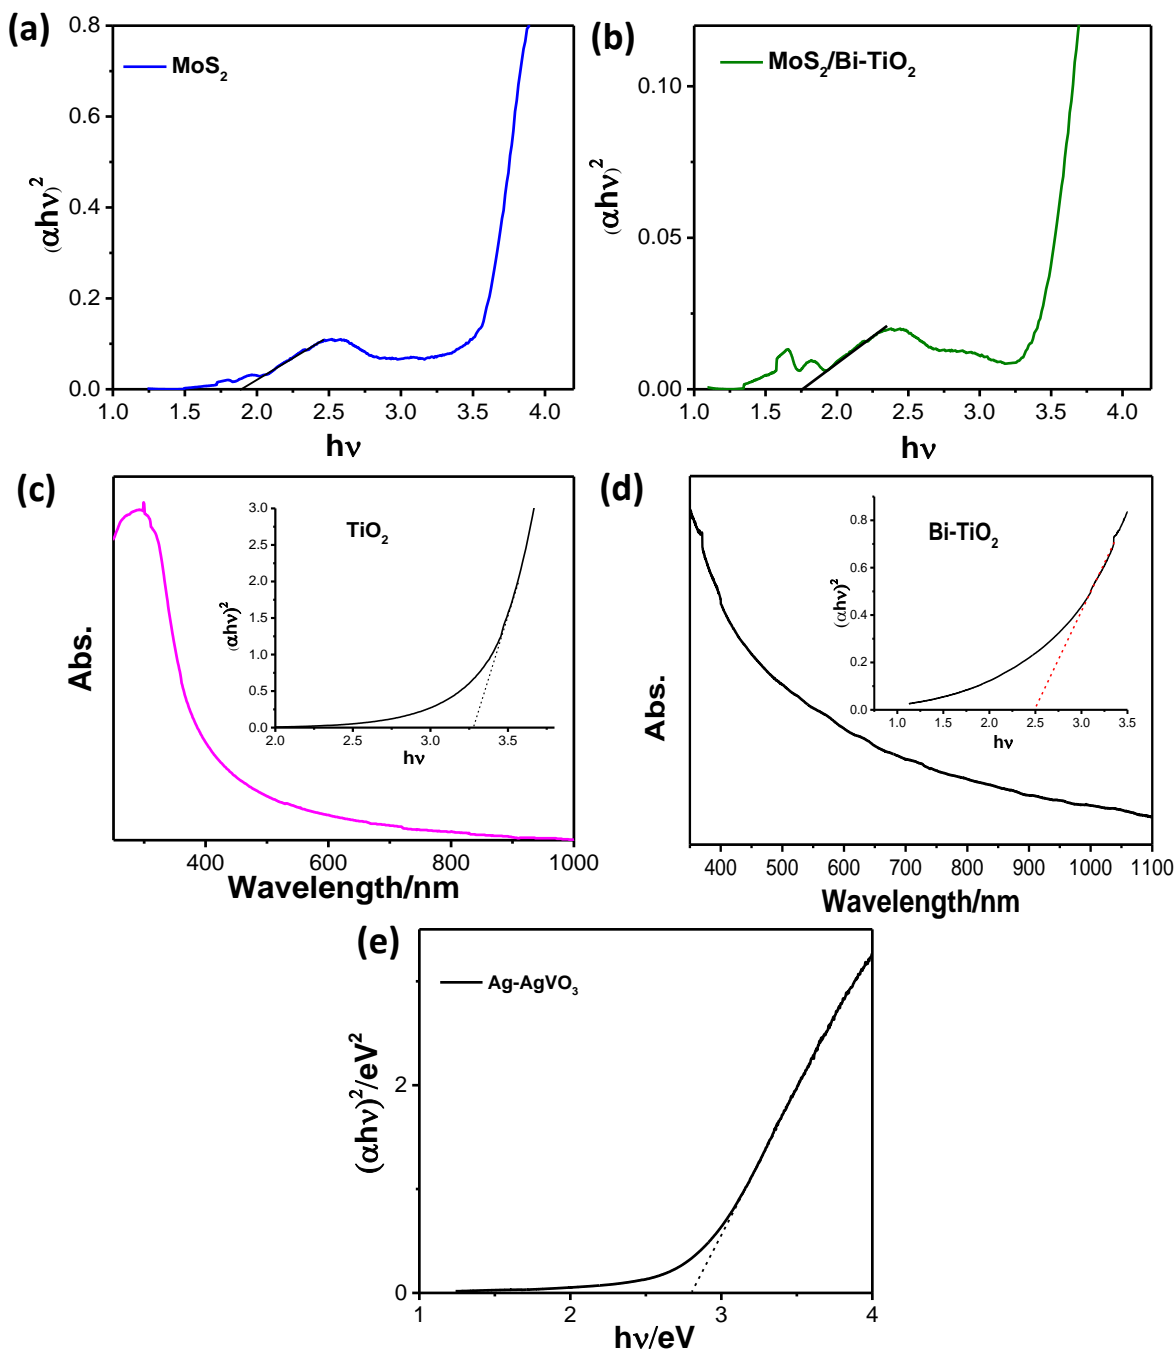 (a)
MoS₂
0.8
0.6
0.4
0.2
0.0
(αhν)²
1.0 1.5 2.0 2.5 3.0 3.5 4.0
hν
(b)
MoS₂/Bi-TiO₂
0.10
0.05
0.00
(αhν)²
1.0 1.5 2.0 2.5 3.0 3.5 4.0
hν
(c)
Abs.
400 600 800 1000
Wavelength/nm
TiO₂
3.0
2.5
2.0
1.5
1.0
0.5
0.0
(αhν)²
2.0 2.5 3.0 3.5
hν
(d)
Abs.
400 500 600 700 800 900 1000 1100
Wavelength/nm
Bi-TiO₂
0.8
0.6
0.4
0.2
0.0
(αhν)²
1.0 1.5 2.0 2.5 3.0 3.5
hν
(e)
Ag-AgVO₃
2
0
(αhν)²/eV²
1 2 3 4
hν/eV